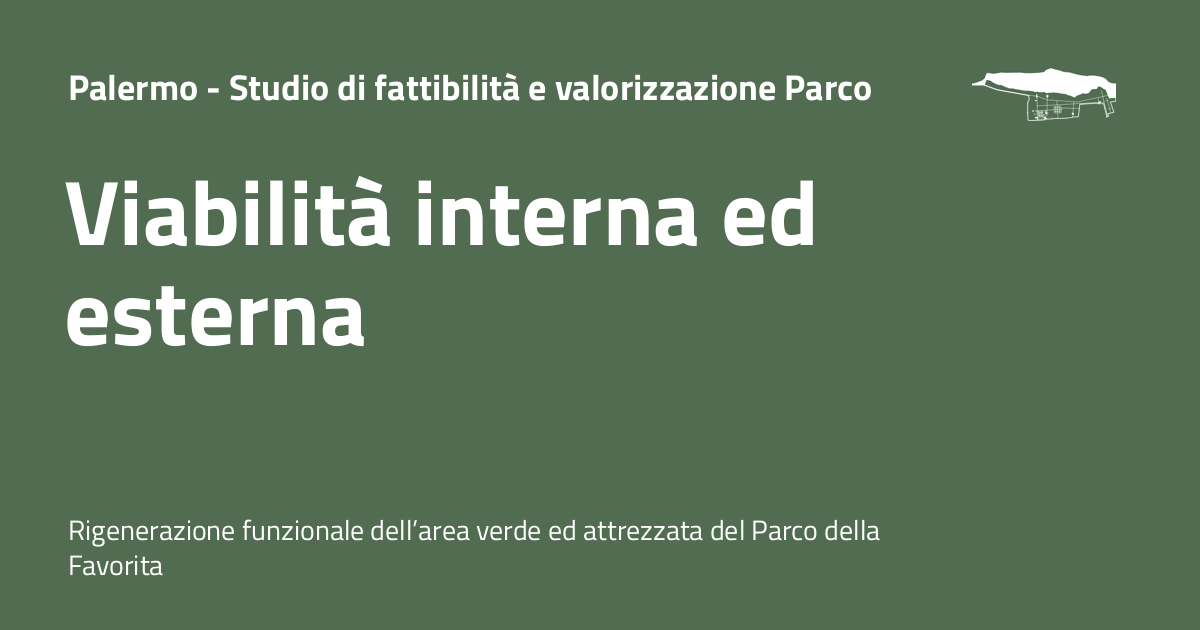 Palermo - Studio di fattibilità e valorizzazione Parco
Viabilità interna ed
esterna
Rigenerazione funzionale dell’area verde ed attrezzata del Parco della
Favorita